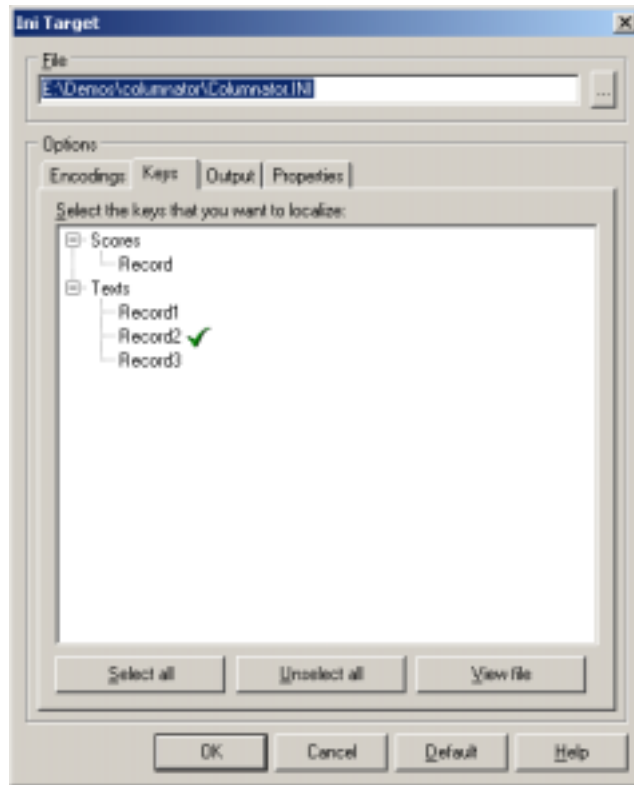 Ini Target
File
E:\Demos\columnator\Columnator.INI
...
Options
Encodings Keys Output Properties
Select the keys that you want to localize:
Scores
Record
Texts
Record1
Record2
Record3
Select all Unselect all View file
OK Cancel Default Help